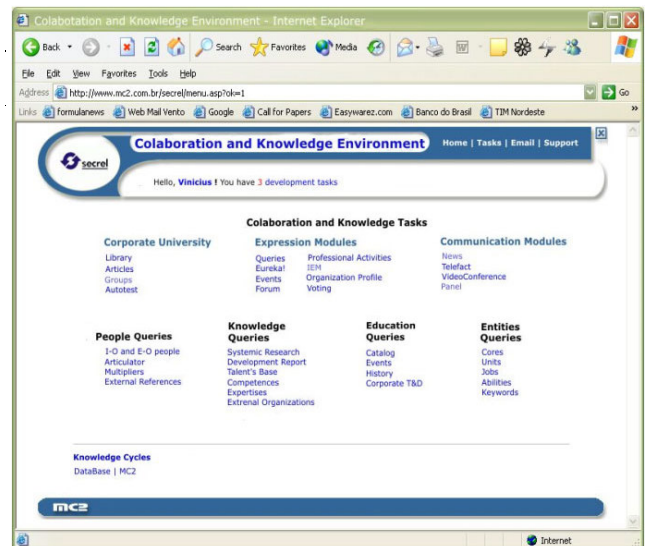 Colabotation and Knowledge Environment - Internet Explorer
Back Search Favorites Media
File Edit View Favorites Tools Help
Address http://www.mc2.com.br/secrel/menu.asp?ok=1 Go
Links formulanews Web Mail Vento Google Call for Papers Easywarez.com Banco do Brasil TIM Nordeste »
Colaboration and Knowledge Environment Home | Tasks | Email | Support
secrel
Hello, Vinicius ! You have 3 development tasks
Colaboration and Knowledge Tasks
Corporate University
Library
Articles
Groups
Autotest
Expression Modules
Queries Professional Activities
Eureka! IEM
Events Organization Profile
Forum Voting
Communication Modules
News
Telefact
VideoConference
Panel
People Queries
I-O and E-O people
Articulator
Multipliers
External References
Knowledge
Queries
Systemic Research
Development Report
Talent's Base
Competences
Expertises
Extrenal Organizations
Education
Queries
Catalog
Events
History
Corporate T&D
Entities
Queries
Cores
Units
Jobs
Abilities
Keywords
Knowledge Cycles
DataBase | MC2
mc2
Internet